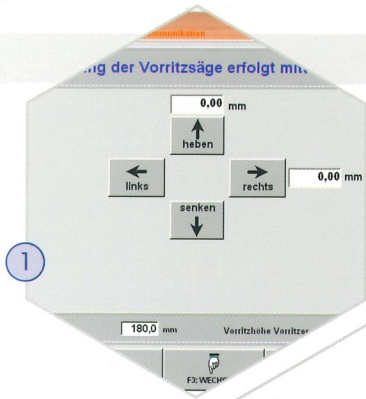 mmunikation
ng der Vorritzsäge erfolgt mit
0,00 mm
heben
links
rechts
0,00 mm
senken
1
180,0 mm
Vorritzhöhe Vorritze
F3: WECHS